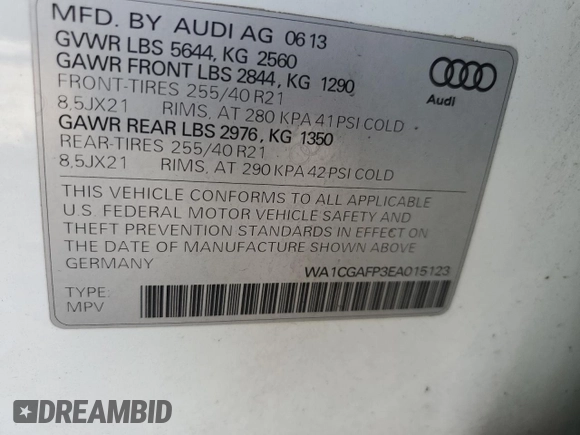 MFD. BY AUDI AG 06 13
GVWR LBS 5644, KG 2560
GAWR FRONT LBS 2844, KG 1290
FRONT-TIRES 255/40 R21
8,5JX21 RIMS, AT 280 KPA 41 PSI COLD
GAWR REAR LBS 2976, KG 1350
REAR-TIRES 255/40 R21
8,5JX21 RIMS, AT 290 KPA 42 PSI COLD
Audi
THIS VEHICLE CONFORMS TO ALL APPLICABLE
U.S. FEDERAL MOTOR VEHICLE SAFETY AND
THEFT PREVENTION STANDARDS IN EFFECT ON
THE DATE OF MANUFACTURE SHOWN ABOVE
GERMANY
WA1CGAFP3EA015123
TYPE:
MPV
DREAMBID